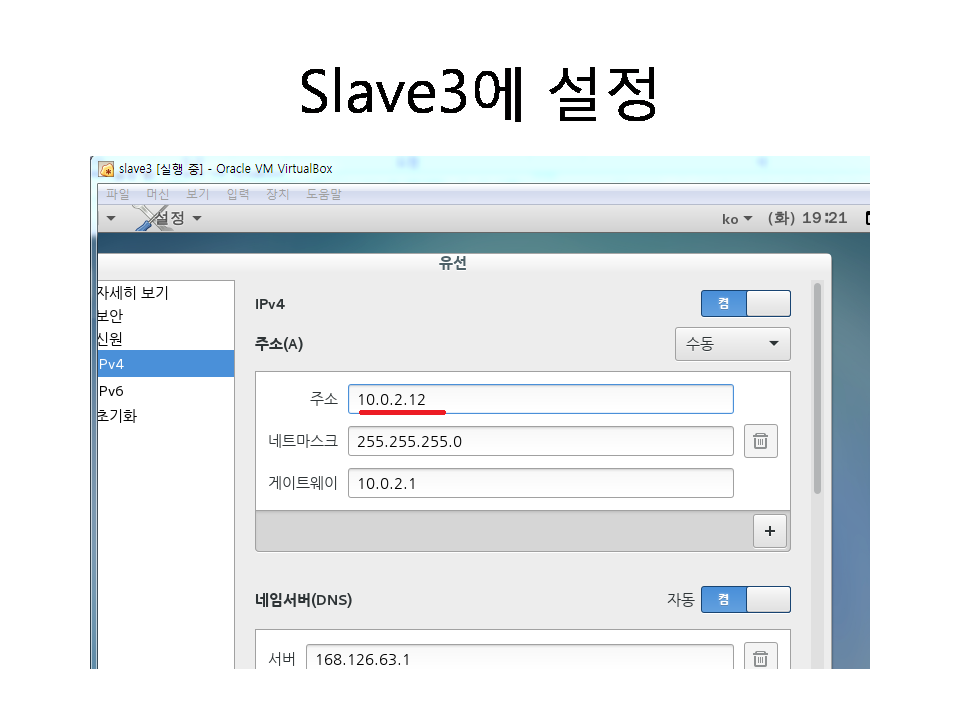 Slave3에 설정
slave3 [실행 중] - Oracle VM VirtualBox
파일 머신 보기 입력 장치 도움말
설정 ko (화) 19:21
유선
자세히 보기
보안
신원
IPv4
IPv6
초기화
IPv4 켬
주소(A) 수동
주소 10.0.2.12
네트마스크 255.255.255.0
게이트웨이 10.0.2.1
+
네임서버(DNS) 자동 켬
서버 168.126.63.1